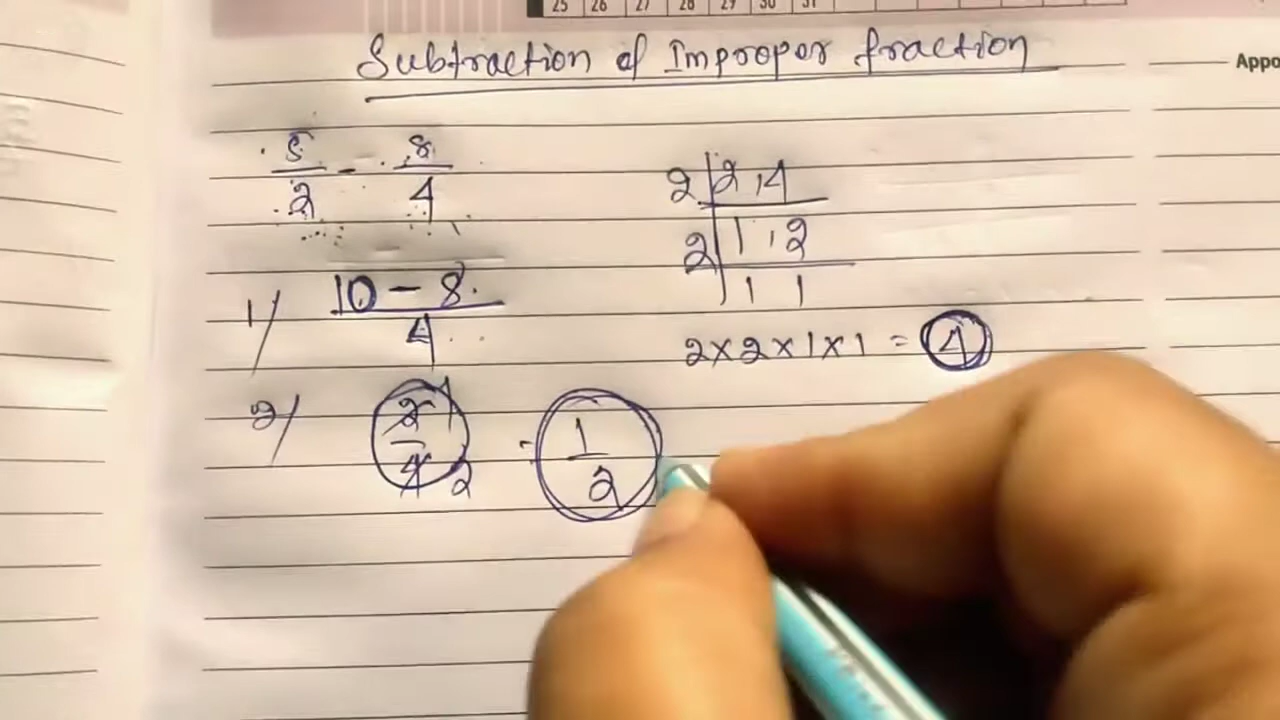 25 26 27 28 29 30 31
Subtraction of Improper fraction
Appo
5/2 - 8/4
2 | 2, 4
2 | 1, 2
1 1
1/ 10 - 8 / 4
2 × 2 × 1 × 1 = 4
2/ 2/4 1 2 = 1/2